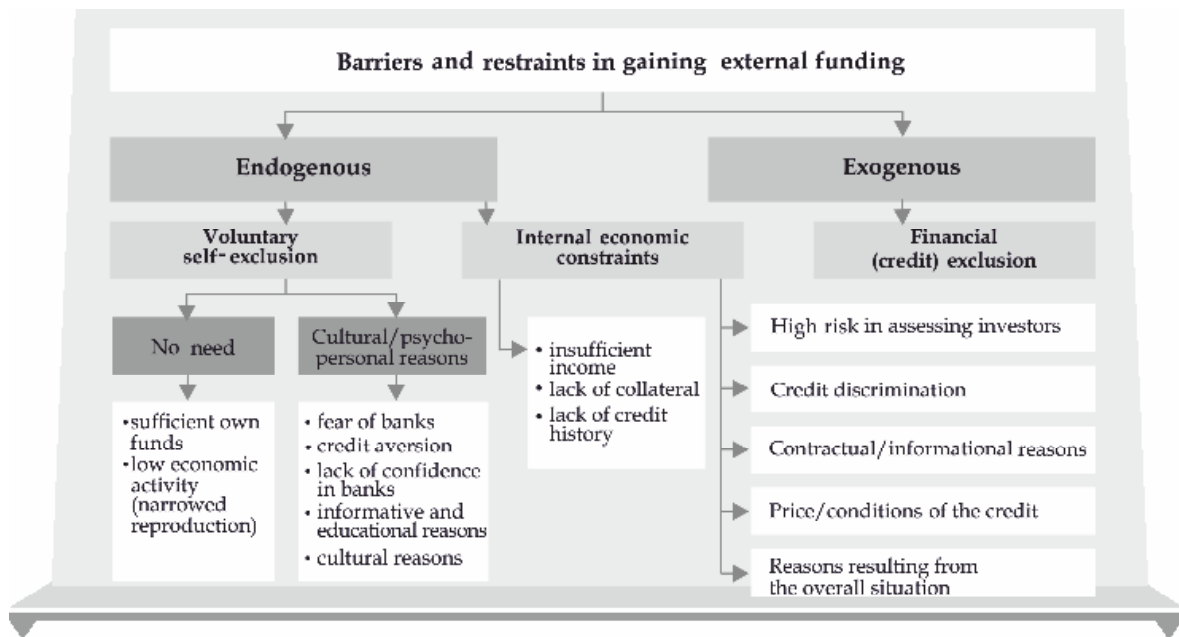 Barriers and restraints in gaining external funding
Endogenous
Exogenous
Voluntary
self-exclusion
Internal economic
constraints
Financial
(credit) exclusion
No need
Cultural/psycho-
personal reasons
•sufficient own
funds
•low economic
activity
(narrowed
reproduction)
• fear of banks
• credit aversion
• lack of confidence
in banks
• informative and
educational reasons
• cultural reasons
• insufficient
income
• lack of collateral
• lack of credit
history
High risk in assessing investors
Credit discrimination
Contractual/informational reasons
Price/conditions of the credit
Reasons resulting from
the overall situation